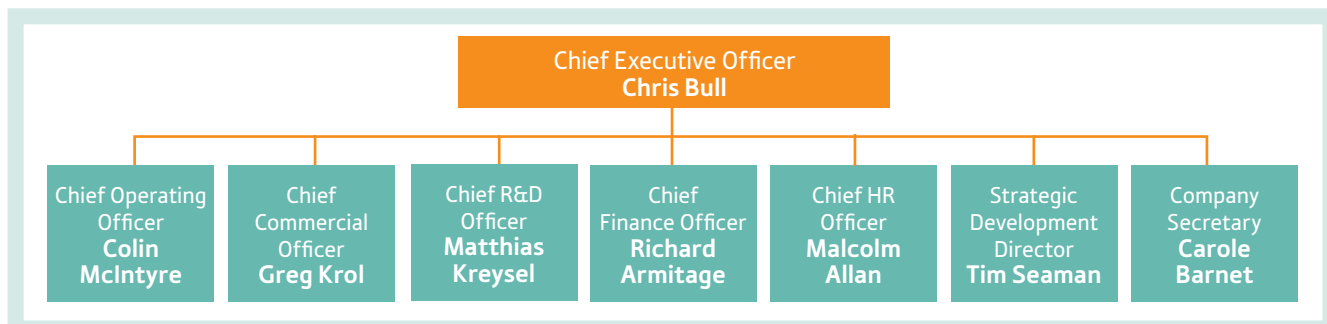 Chief Executive Officer
Chris Bull
Chief Operating
Officer
Colin
McIntyre
Chief
Commercial
Officer
Greg Krol
Chief R&D
Officer
Matthias
Kreysel
Chief
Finance Officer
Richard
Armitage
Chief HR
Officer
Malcolm
Allan
Strategic
Development
Director
Tim Seaman
Company
Secretary
Carole
Barnet